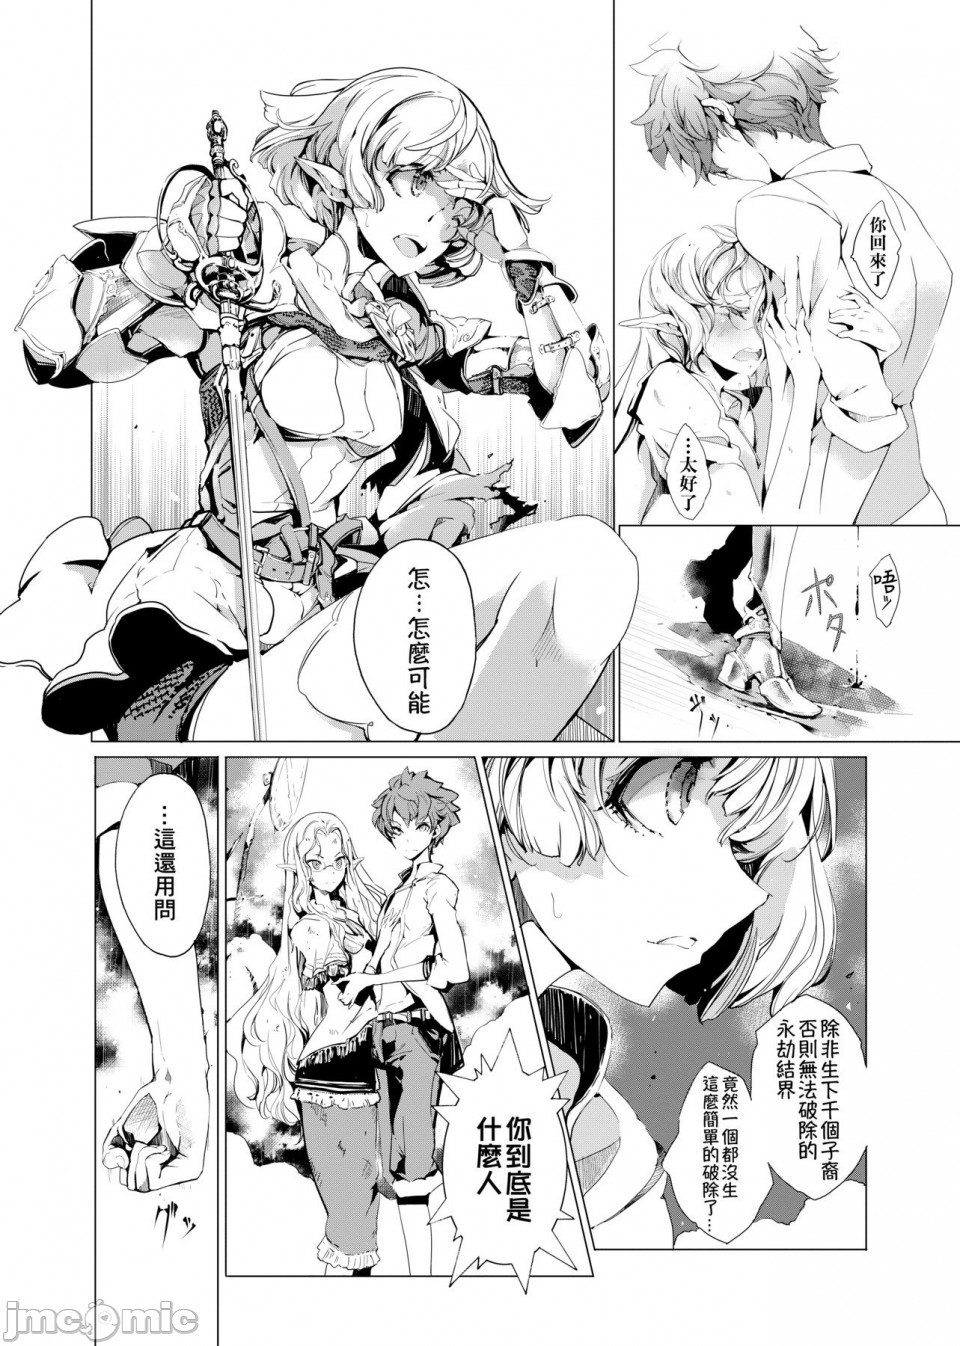 你回來了
…太好了
唔ッ
ポタ
グッ
怎…怎麼可能
除非生下千個子裔
否則無法破除的
永劫結界
竟然一個都沒生
這麼簡單的破除了…
你到底是
什麼人
…這還用問
グッ
jmcomic